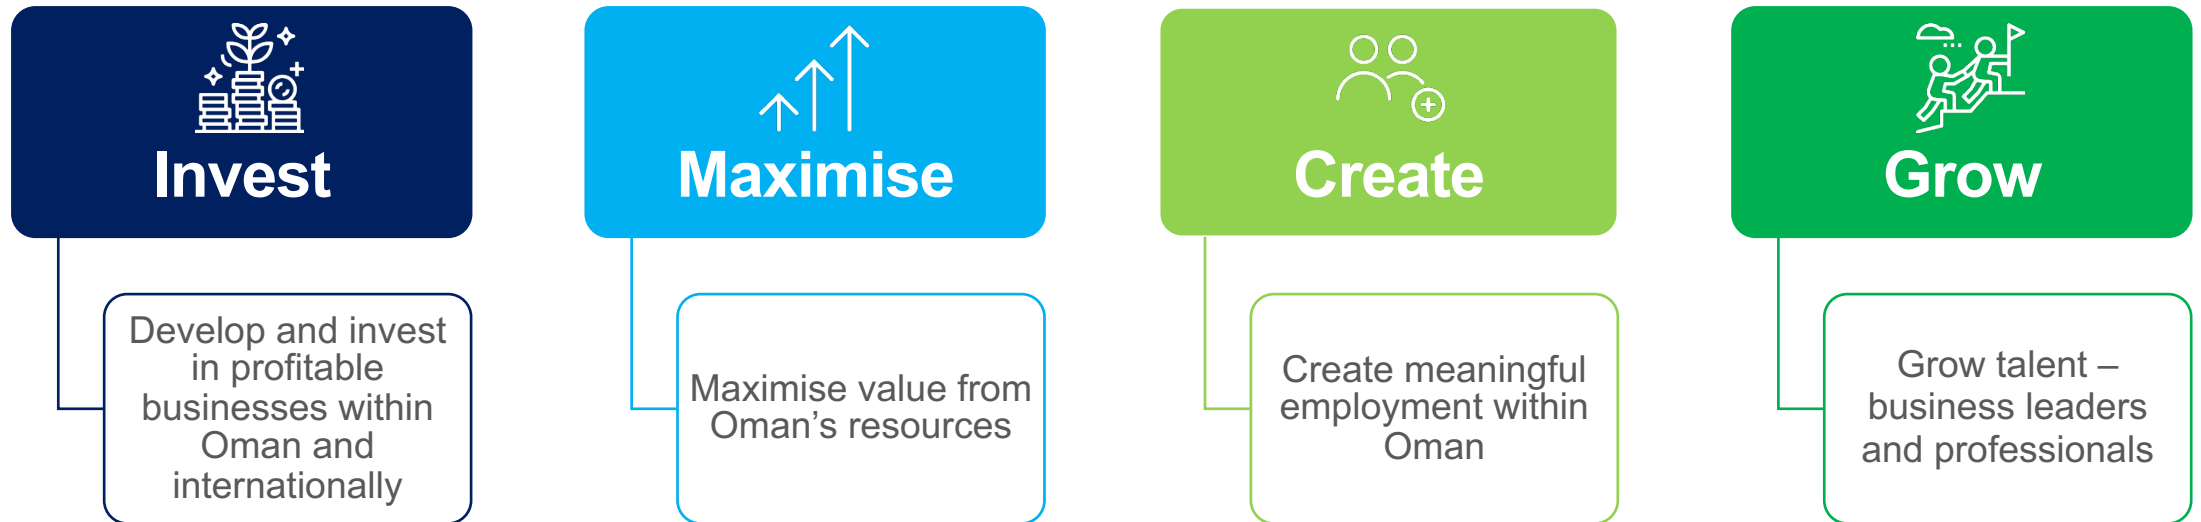 Invest
Develop and invest
in profitable
businesses within
Oman and
internationally
Maximise
Maximise value from
Oman’s resources
Create
Create meaningful
employment within
Oman
Grow
Grow talent –
business leaders
and professionals